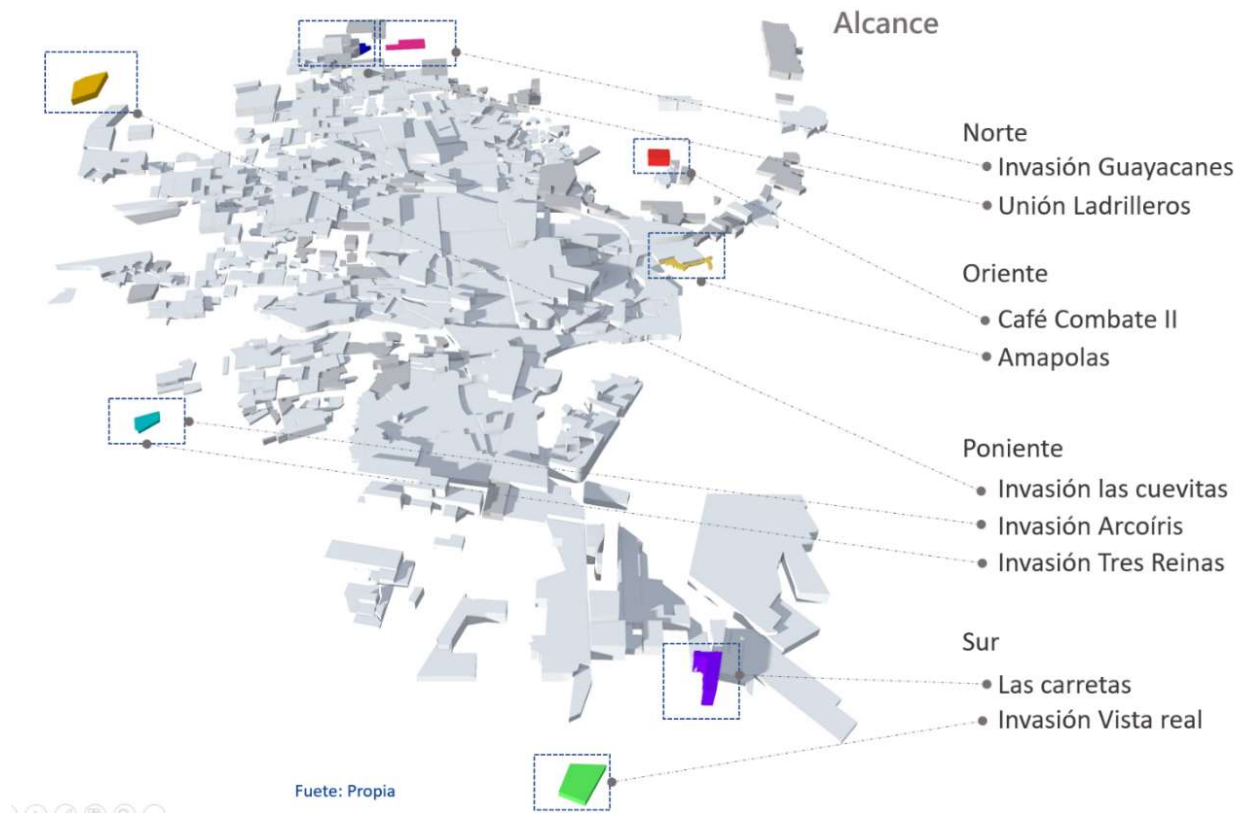 Alcance
Norte
Invasión Guayacanes
Unión Ladrilleros
Oriente
Café Combate II
Amapolas
Poniente
Invasión las cuevitas
Invasión Arcoíris
Invasión Tres Reinas
Sur
Las carretas
Invasión Vista real
Fuete: Propia